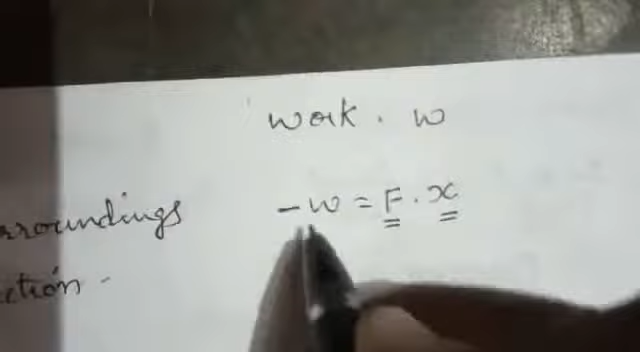 work. w
-w = F. x
rroundings
ction.